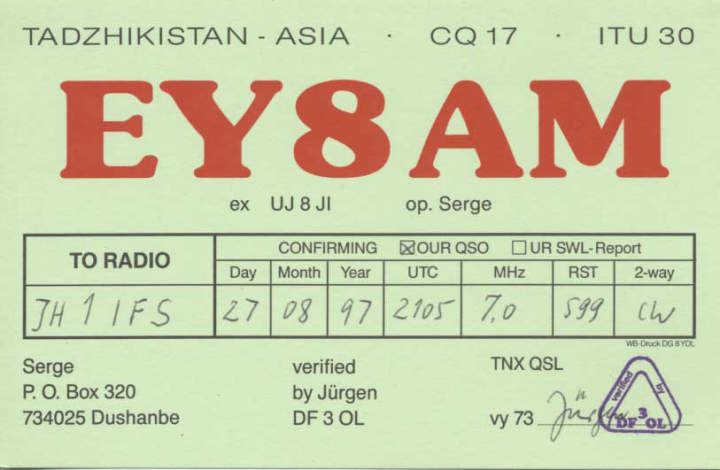 TADZHIKISTAN - ASIA · CQ 17 · ITU 30
EY8AM
ex UJ 8 JI op. Serge
TO RADIO
CONFIRMING ☒ OUR QSO ☐ UR SWL-Report
Day Month Year UTC MHz RST 2-way
JH1IFS 27 08 97 2105 7.0 599 CW
WB-Druck DG 8 YDL
Serge verified TNX QSL
P. O. Box 320 by Jürgen
734025 Dushanbe DF 3 OL vy 73 Jürgen
verified by
DF 3 OL